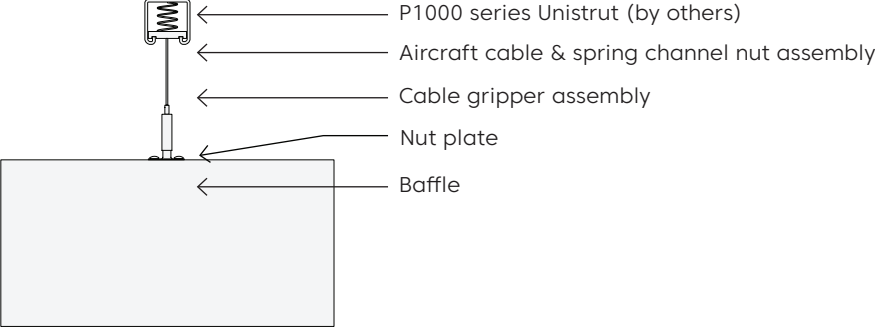 P1000 series Unistrut (by others)
Aircraft cable & spring channel nut assembly
Cable gripper assembly
Nut plate
Baffle